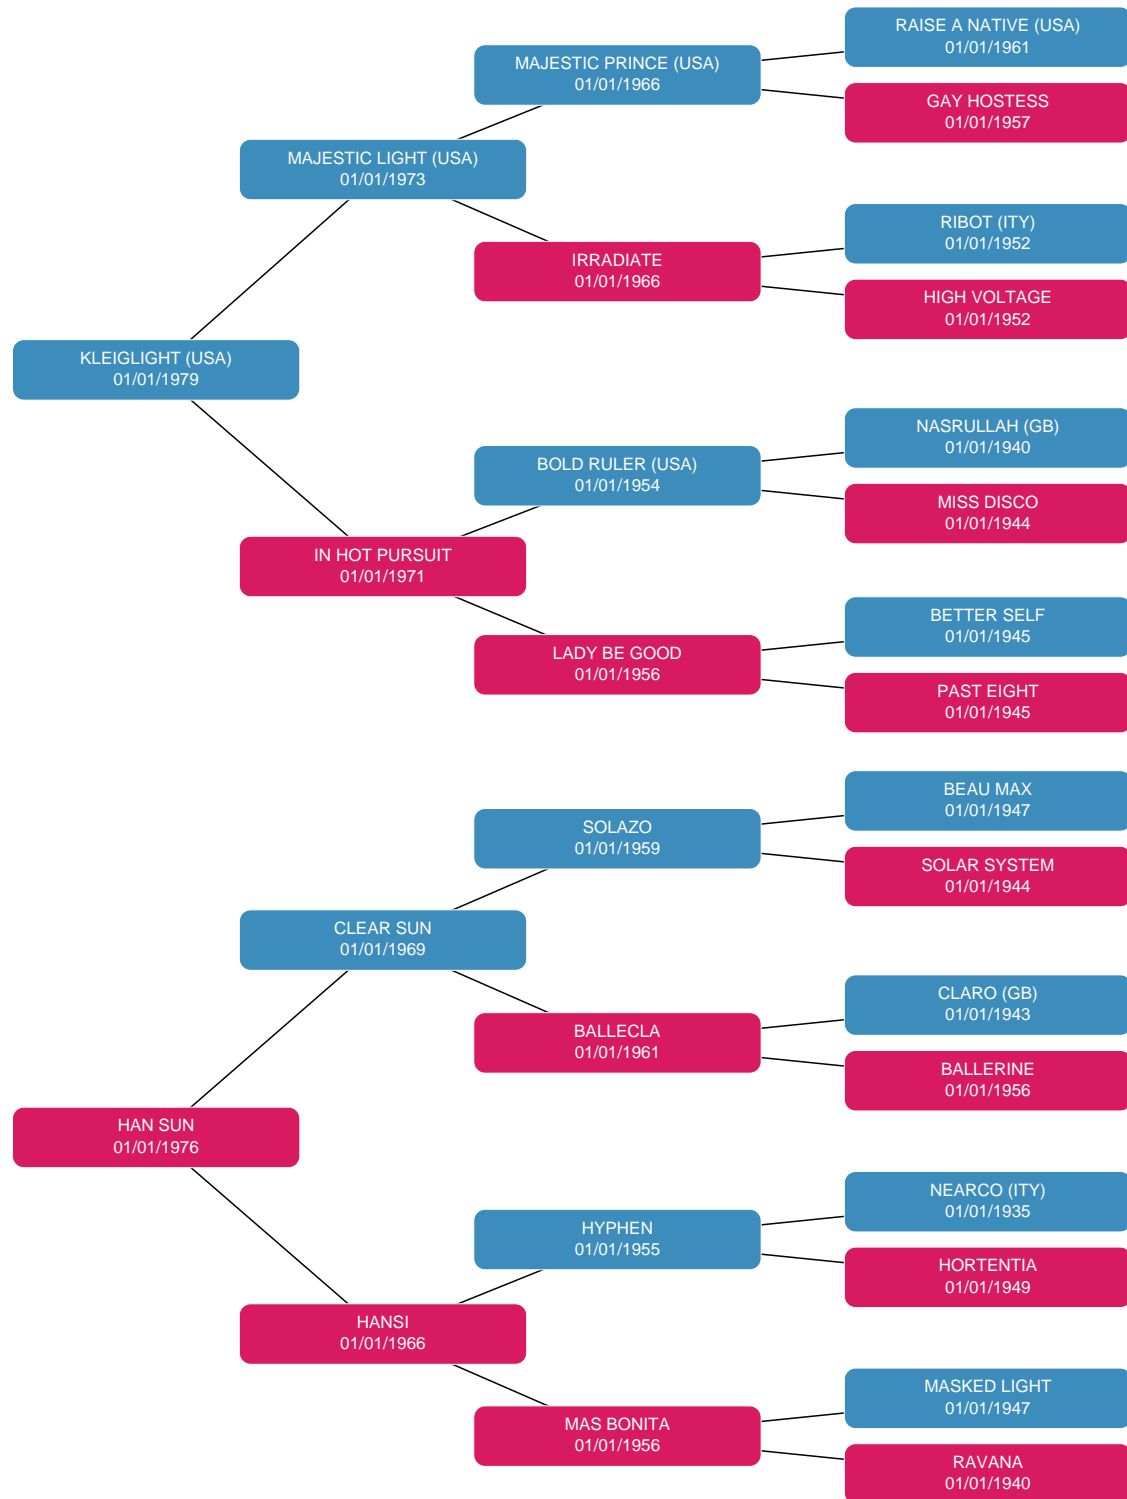 RAISE A NATIVE (USA)
01/01/1961
MAJESTIC PRINCE (USA)
01/01/1966
GAY HOSTESS
01/01/1957
MAJESTIC LIGHT (USA)
01/01/1973
RIBOT (ITY)
01/01/1952
IRRADIATE
01/01/1966
HIGH VOLTAGE
01/01/1952
KLEIGLIGHT (USA)
01/01/1979
NASRULLAH (GB)
01/01/1940
BOLD RULER (USA)
01/01/1954
MISS DISCO
01/01/1944
IN HOT PURSUIT
01/01/1971
BETTER SELF
01/01/1945
LADY BE GOOD
01/01/1956
PAST EIGHT
01/01/1945
BEAU MAX
01/01/1947
SOLAZO
01/01/1959
SOLAR SYSTEM
01/01/1944
CLEAR SUN
01/01/1969
CLARO (GB)
01/01/1943
BALLECLA
01/01/1961
BALLERINE
01/01/1956
HAN SUN
01/01/1976
NEARCO (ITY)
01/01/1935
HYPHEN
01/01/1955
HORTENTIA
01/01/1949
HANSI
01/01/1966
MASKED LIGHT
01/01/1947
MAS BONITA
01/01/1956
RAVANA
01/01/1940